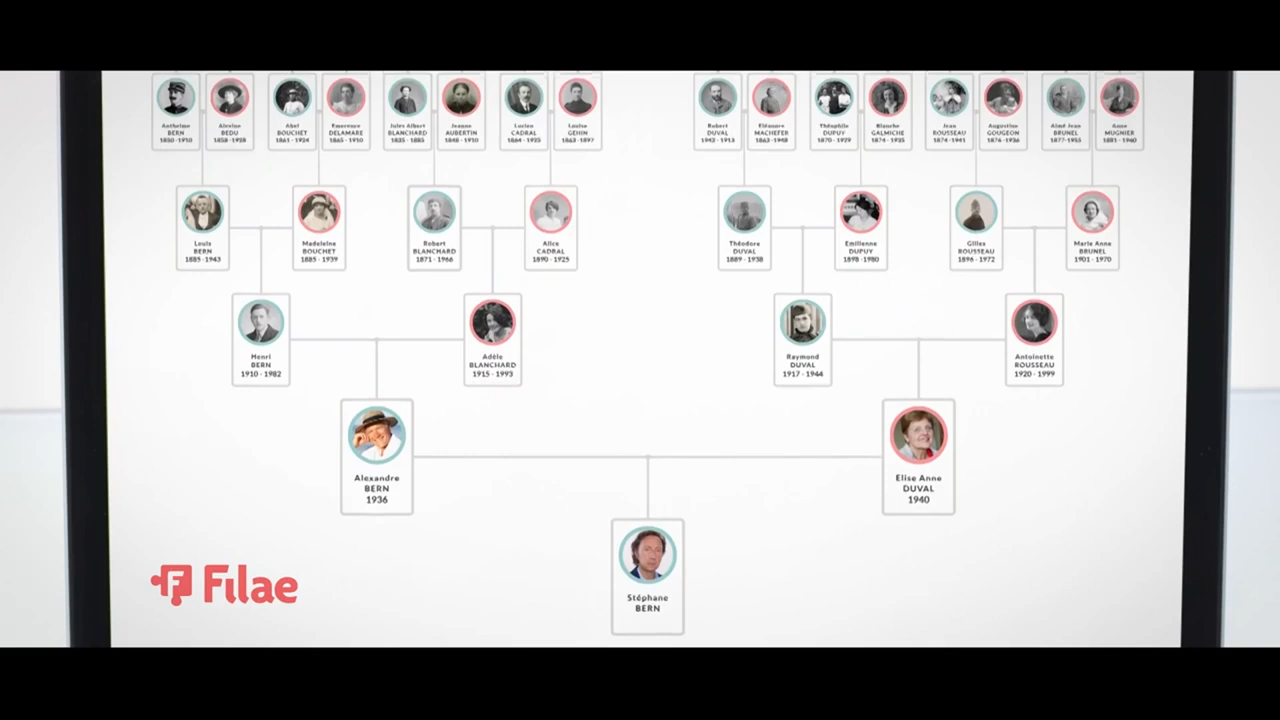 Anthelme
BERN
1850-1910
Alexine
BEDU
1858-1928
Abel
BOUCHET
1861-1924
Emerence
DELAMARE
1865-1910
Jules Albert
BLANCHARD
1835-1885
Jeanne
AUBERTIN
1848-1910
Lucien
CADRAL
1864-1935
Louise
GEHIN
1863-1897
Robert
DUVAL
Eléonore
MACHEFER
1863-1948
Théophile
DUPUY
1870-1939
Blanche
GALMICHE
1874-1935
Jean
ROUSSEAU
1874-1941
Augustine
GOUGEON
1876-1936
Aimé Jean
BRUNEL
1877-1955
Anne
MUGNIER
1881-1960
Louis
BERN
1885-1943
Madeleine
BOUCHET
1885-1939
Robert
BLANCHARD
1871-1966
Alice
CADRAL
1890-1925
Théodore
DUVAL
1889-1938
Emilienne
DUPUY
1898-1980
Gilles
ROUSSEAU
1896-1972
Marie Anne
BRUNEL
1901-1970
Henri
BERN
1910-1982
Adèle
BLANCHARD
1915-1993
Raymond
DUVAL
1917-1944
Antoinette
ROUSSEAU
1920-1999
Alexandre
BERN
1936
Elise Anne
DUVAL
1940
Stéphane
BERN
Filae